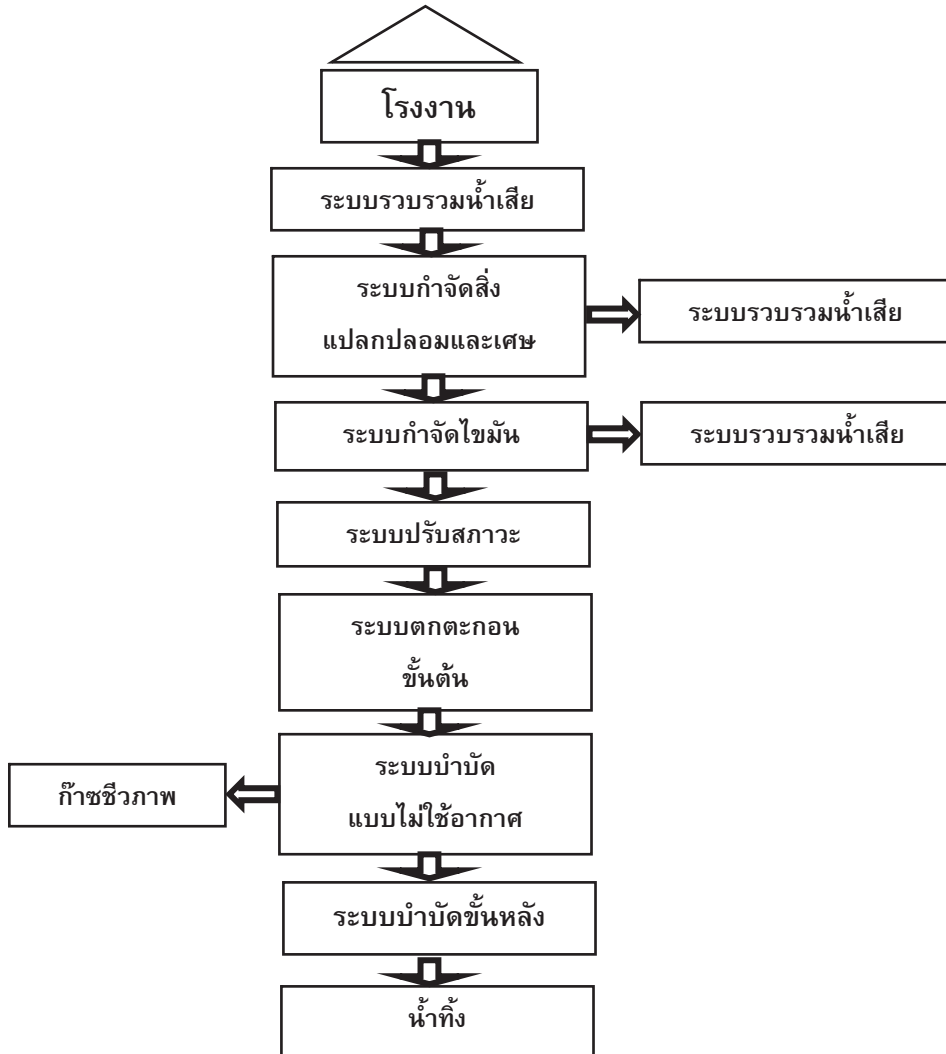 โรงงาน
ระบบรวบรวมน้ำเสีย
ระบบกำจัดสิ่ง
แปลกปลอมและเศษ
ระบบรวบรวมน้ำเสีย
ระบบกำจัดไขมัน
ระบบรวบรวมน้ำเสีย
ระบบปรับสภาวะ
ระบบตกตะกอน
ขั้นต้น
ระบบบำบัด
แบบไม่ใช้อากาศ
ก๊าซชีวภาพ
ระบบบำบัดขั้นหลัง
น้ำทิ้ง